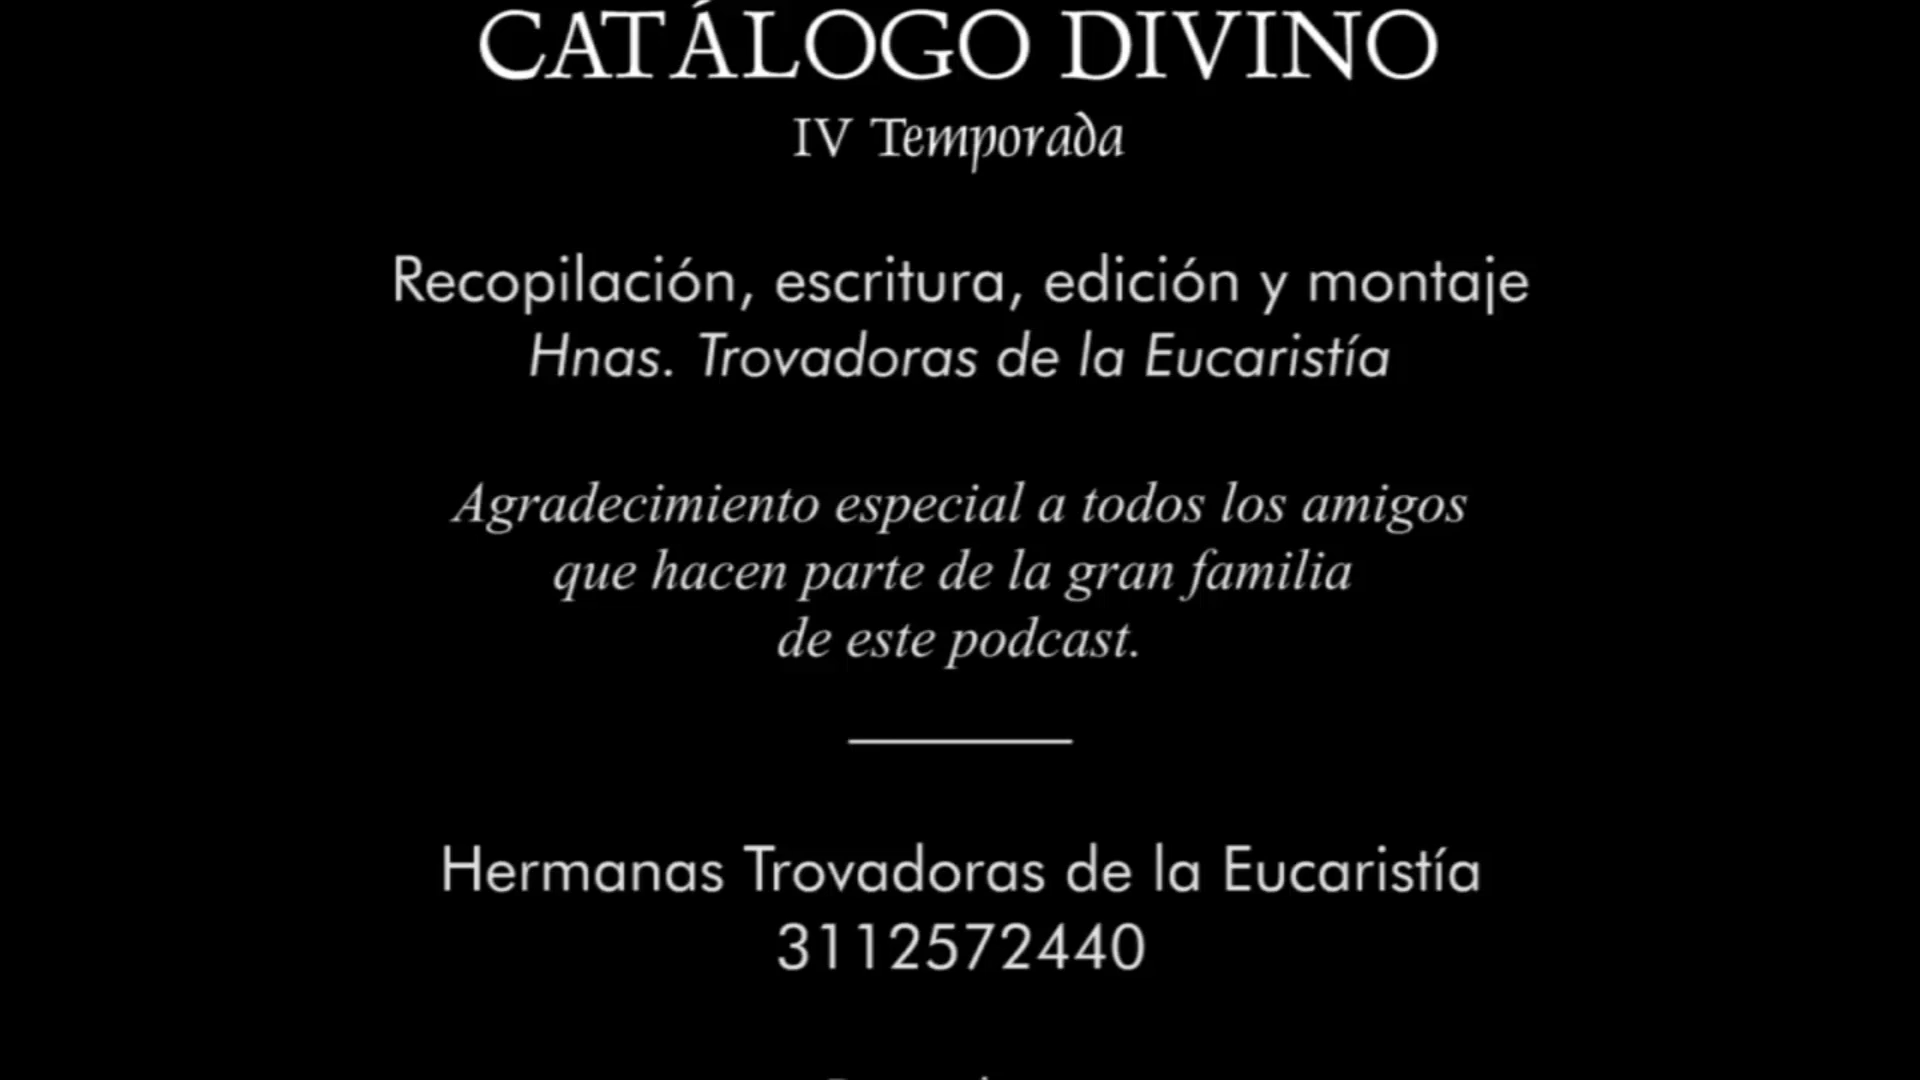 CATÁLOGO DIVINO
IV Temporada
Recopilación, escritura, edición y montaje
Hnas. Trovadoras de la Eucaristía
Agradecimiento especial a todos los amigos
que hacen parte de la gran familia
de este podcast.
Hermanas Trovadoras de la Eucaristía
3112572440